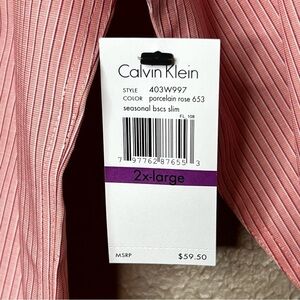 Calvin Klein
STYLE 403W997
COLOR porcelain rose 653
seasonal bscs slim
FL 108
7 97762 87655 3
2x-large
MSRP $59.50